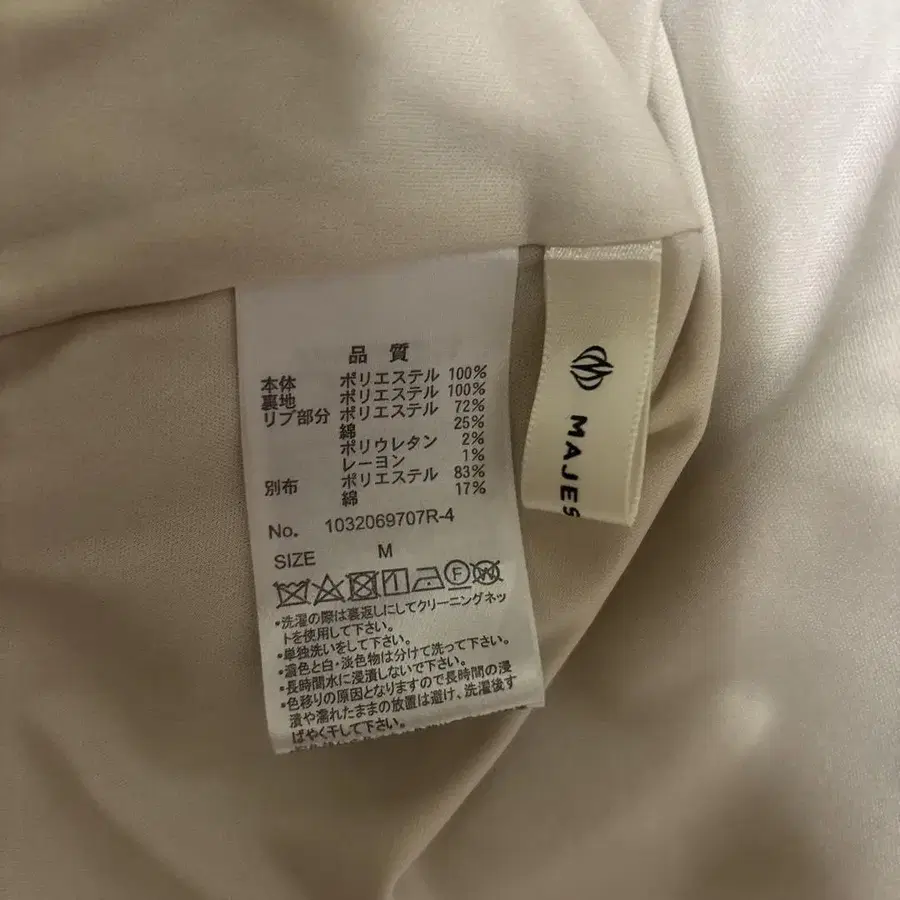 品 質
本体 ポリエステル 100%
裏地 ポリエステル 100%
リブ部分 ポリエステル 72%
綿 25%
ポリウレタン 2%
レーヨン 1%
別布 ポリエステル 83%
綿 17%
No. 1032069707R-4
SIZE M
F W
・洗濯の際は裏返しにしてクリーニングネッ
トを使用して下さい。
・単独洗いをして下さい。
・濃色と白・淡色物は分けて洗って下さい。
・長時間水に浸漬しないで下さい。
・色移りの原因となりますので長時間の浸
漬や濡れたままの放置は避け、洗濯後す
ばやく干して下さい。
MAJES